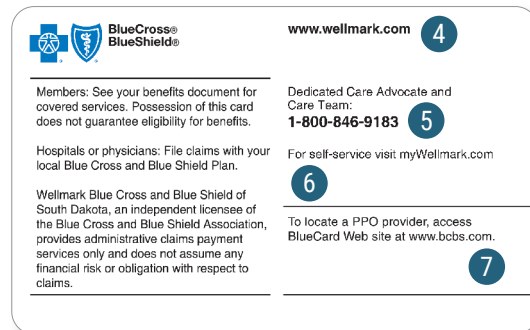 BlueCross®
BlueShield®
Members: See your benefits document for
covered services. Possession of this card
does not guarantee eligibility for benefits.
Hospitals or physicians: File claims with your
local Blue Cross and Blue Shield Plan.
Wellmark Blue Cross and Blue Shield of
South Dakota, an independent licensee of
the Blue Cross and Blue Shield Association,
provides administrative claims payment
services only and does not assume any
financial risk or obligation with respect to
claims.
www.wellmark.com 4
Dedicated Care Advocate and
Care Team:
1-800-846-9183 5
For self-service visit myWellmark.com
6
To locate a PPO provider, access
BlueCard Web site at www.bcbs.com.
7